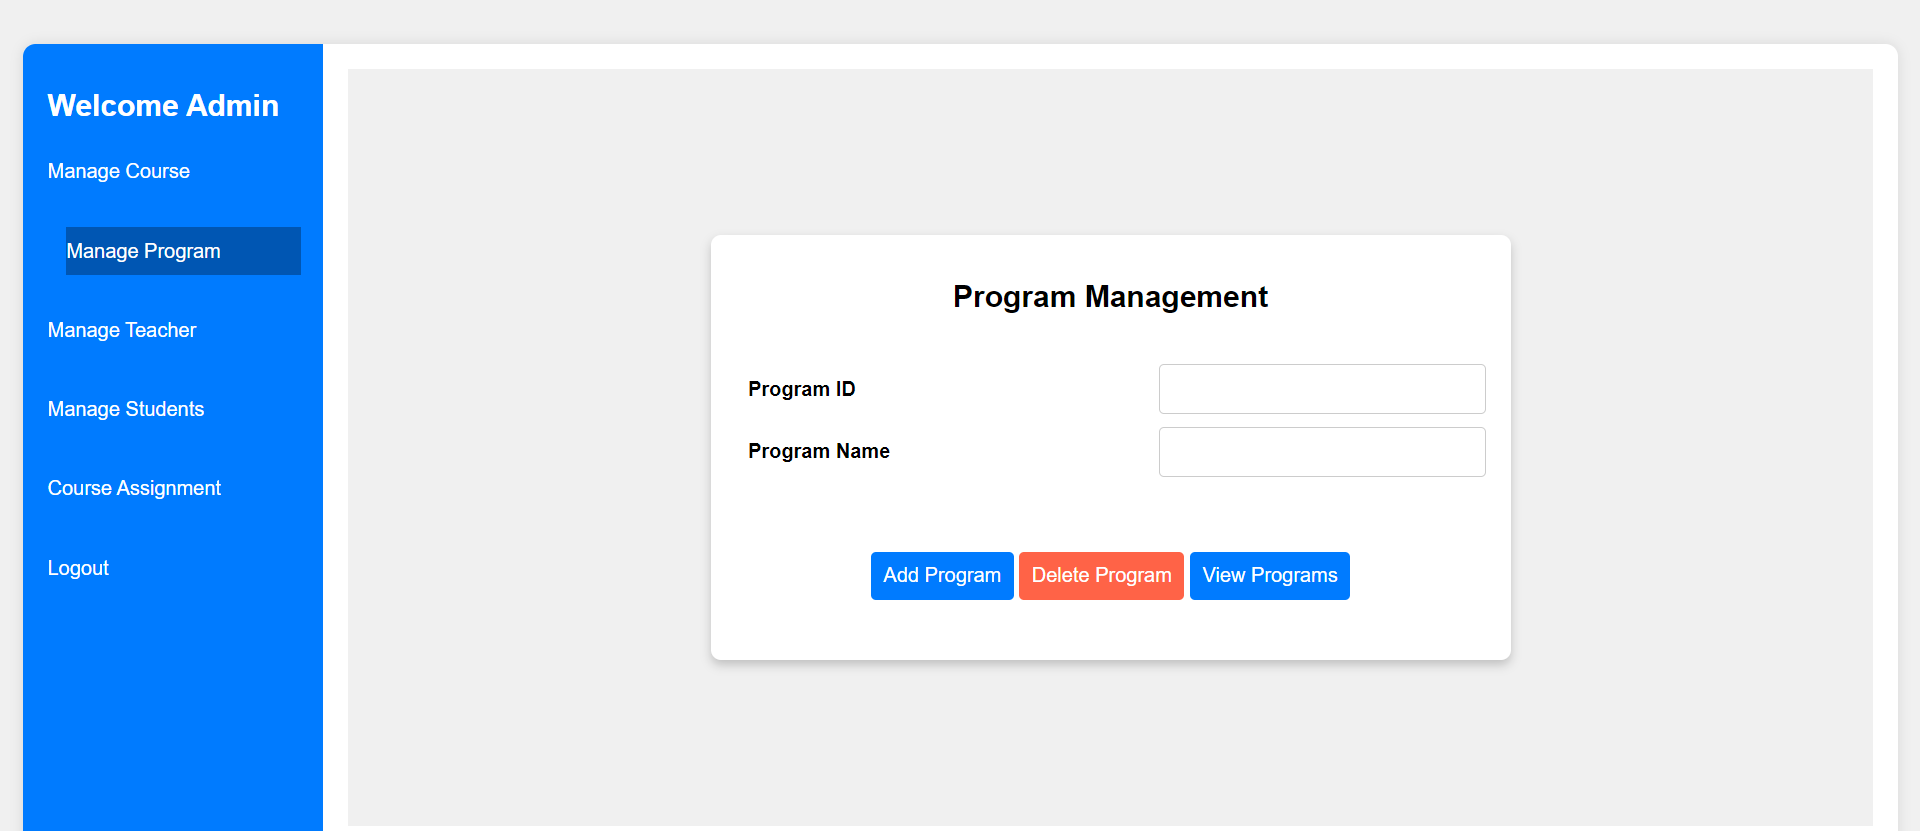 Welcome Admin
Manage Course
Manage Program
Manage Teacher
Manage Students
Course Assignment
Logout
Program Management
Program ID
Program Name
Add Program Delete Program View Programs